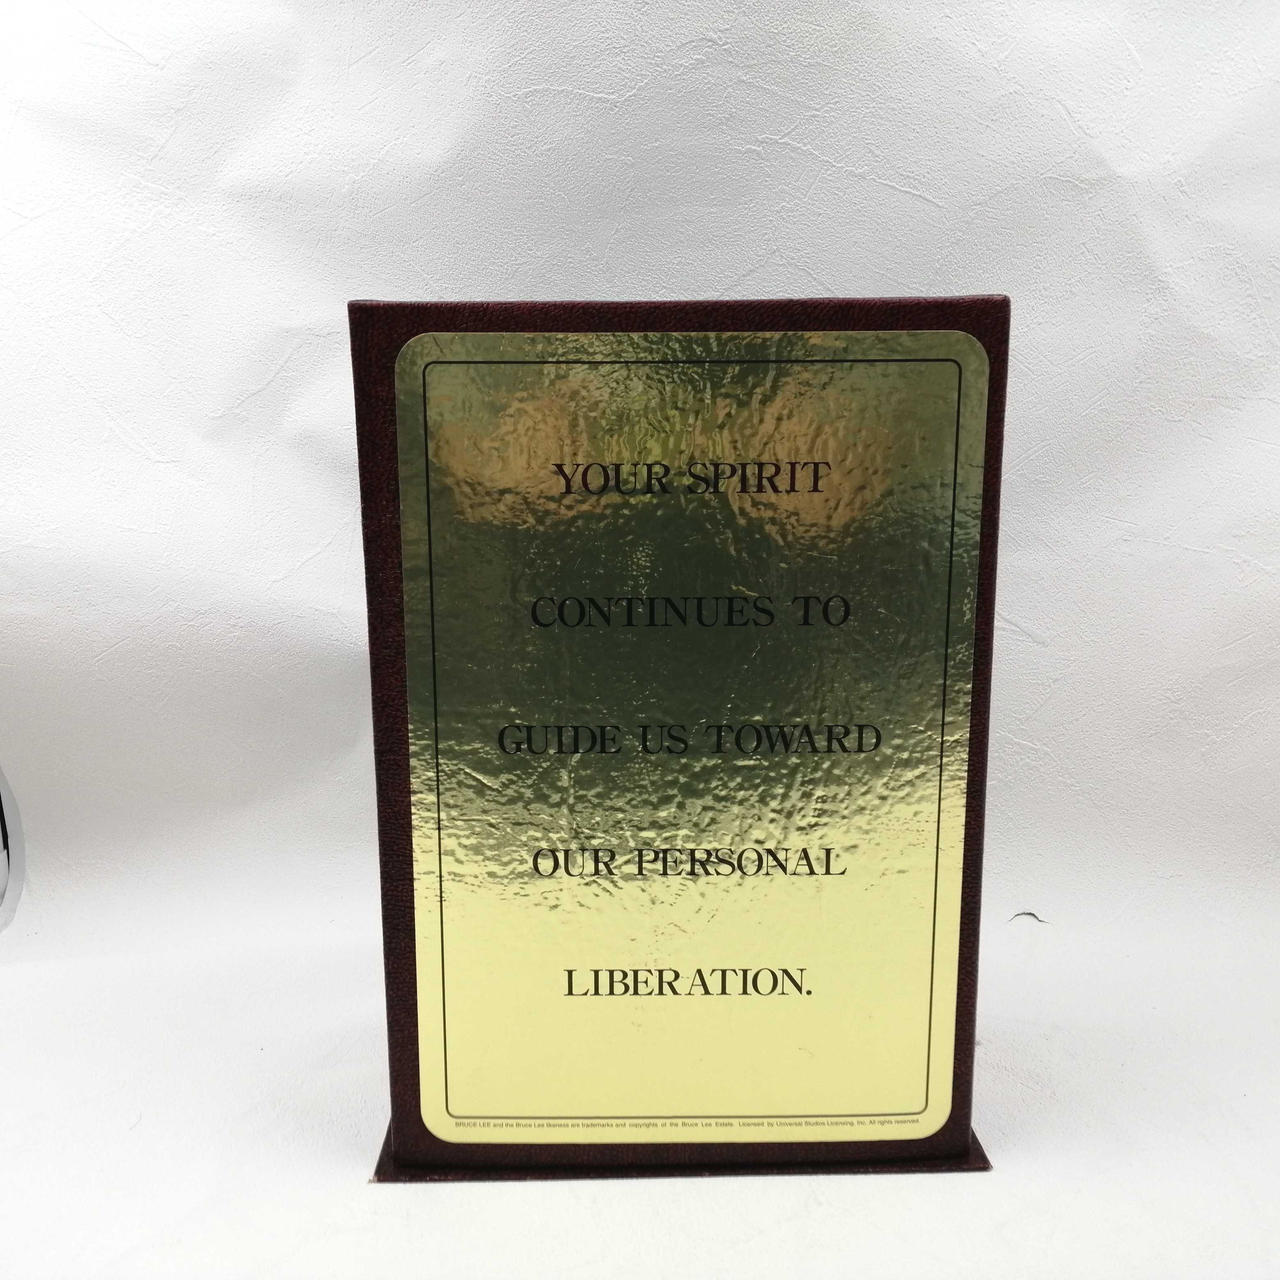 YOUR SPIRIT
CONTINUES TO
GUIDE US TOWARD
OUR PERSONAL
LIBERATION.
BRUCE LEE and the Bruce Lee likeness are trademarks and copyrights of the Bruce Lee Estate. Licensed by Universal Studios Licensing, Inc. All rights reserved.